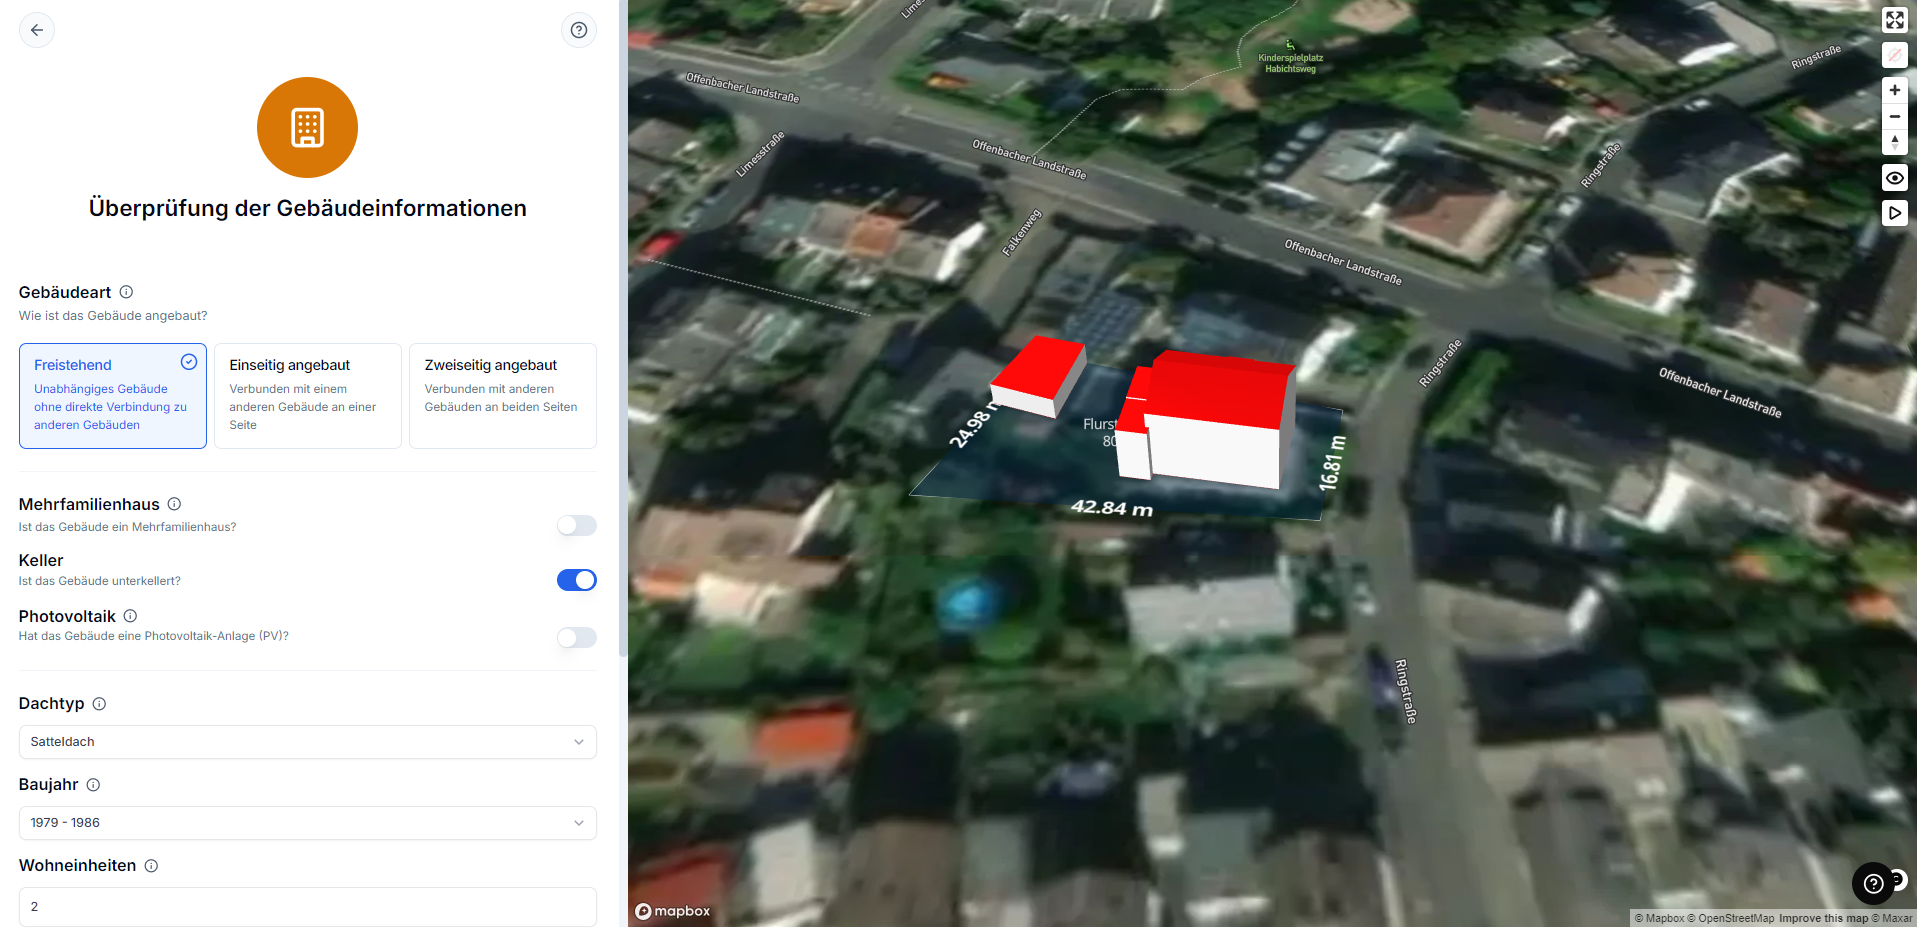 Überprüfung der Gebäudeinformationen
Gebäudeart
Wie ist das Gebäude angebaut?
Freistehend
Unabhängiges Gebäude
ohne direkte Verbindung zu
anderen Gebäuden
Einseitig angebaut
Verbunden mit einem
anderen Gebäude an einer
Seite
Zweiseitig angebaut
Verbunden mit anderen
Gebäuden an beiden Seiten
Mehrfamilienhaus
Ist das Gebäude ein Mehrfamilienhaus?
Keller
Ist das Gebäude unterkellert?
Photovoltaik
Hat das Gebäude eine Photovoltaik-Anlage (PV)?
Dachtyp
Satteldach
Baujahr
1979 - 1986
Wohneinheiten
2
Kinderspielplatz
Habichtsweg
Ringstraße
Offenbacher Landstraße
Limesstraße
Offenbacher Landstraße
Ringstraße
Falkenweg
Offenbacher Landstraße
Ringstraße
Offenbacher Landstraße
24.98
Flurst
80
16.81 m
42.84 m
Ringstraße
mapbox
© Mapbox © OpenStreetMap Improve this map © Maxar